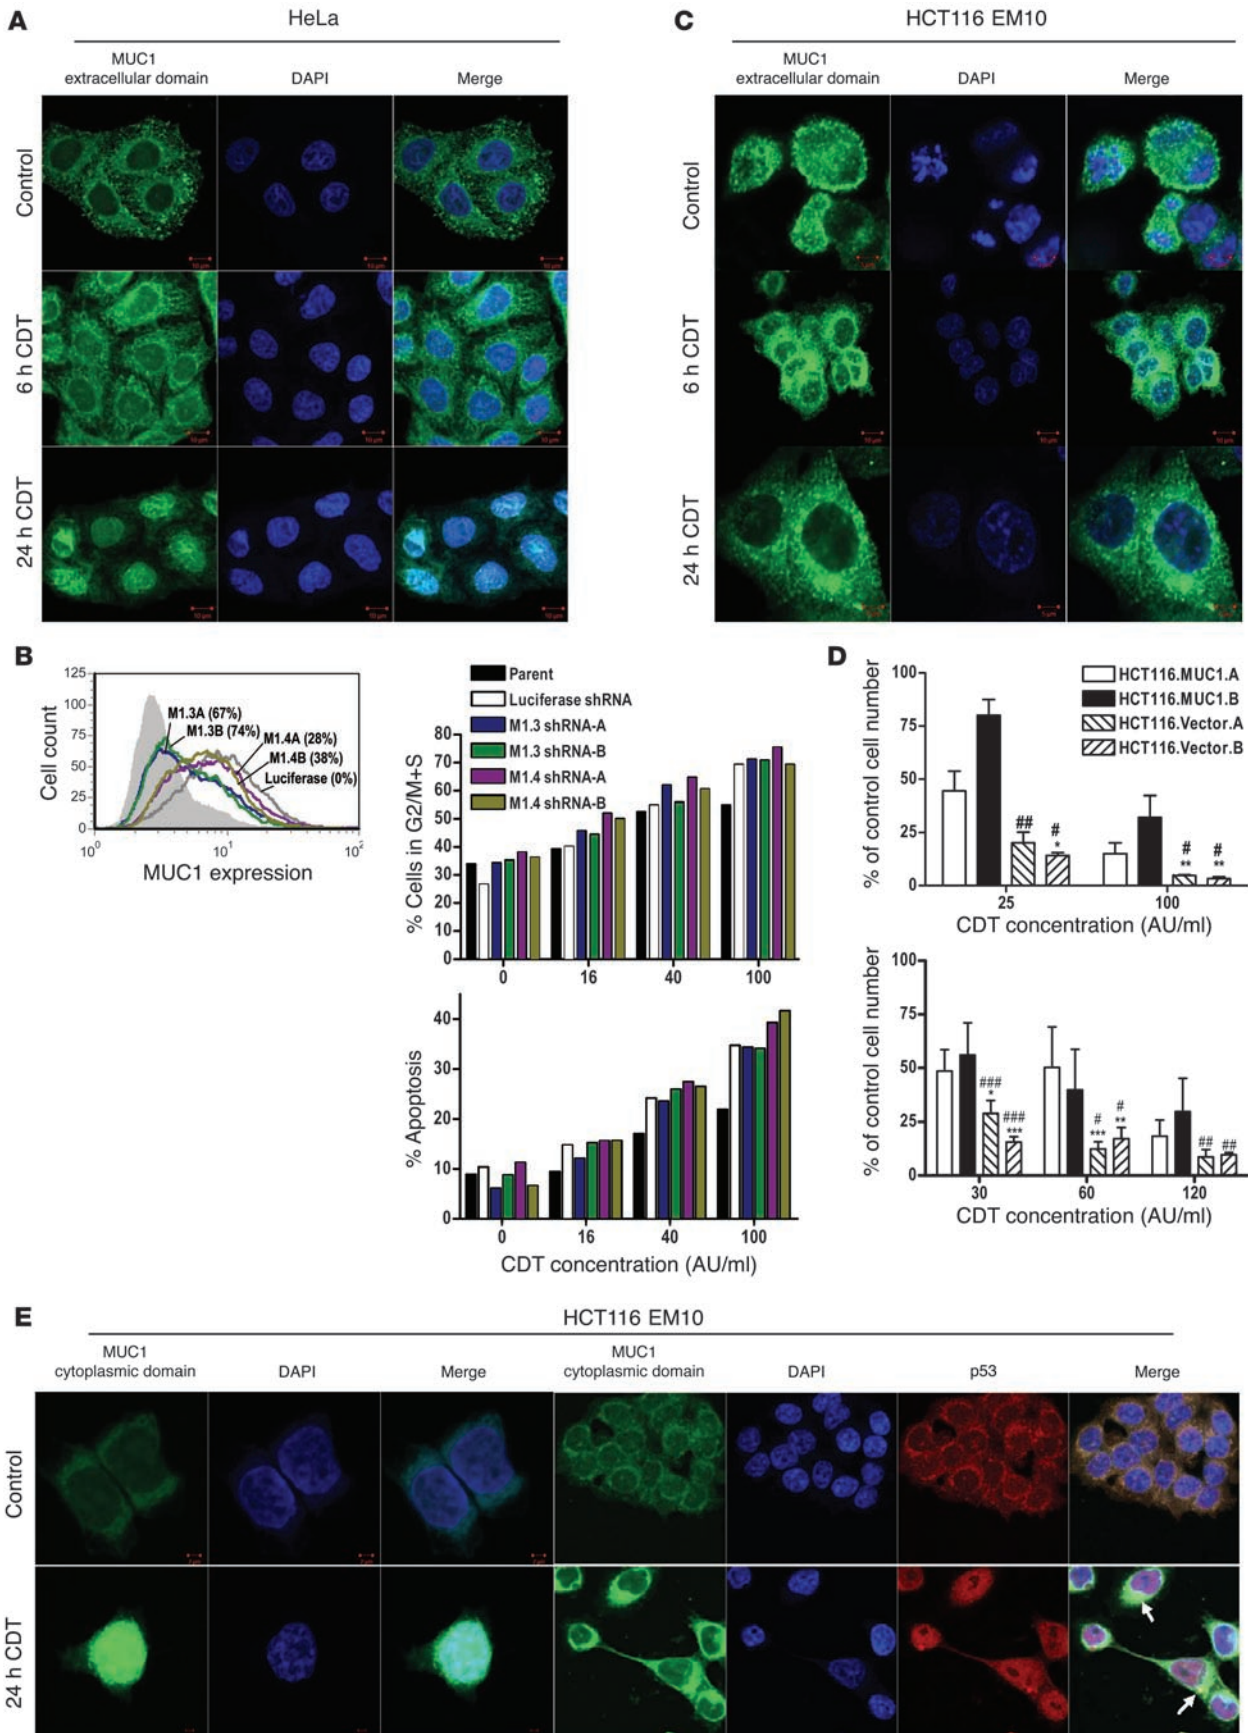 A
HeLa
MUC1
extracellular domain
DAPI
Merge
Control
6 h CDT
24 h CDT
10 μm
C
HCT116 EM10
MUC1
extracellular domain
DAPI
Merge
Control
6 h CDT
24 h CDT
10 μm
5 μm
B
Cell count
125
100
75
50
25
0
M1.3A (67%)
M1.3B (74%)
M1.4A (28%)
M1.4B (38%)
Luciferase (0%)
10⁰ 10¹ 10²
MUC1 expression
Parent
Luciferase shRNA
M1.3 shRNA-A
M1.3 shRNA-B
M1.4 shRNA-A
M1.4 shRNA-B
% Cells in G2/M+S
80
70
60
50
40
30
20
10
0
0 16 40 100
% Apoptosis
40
30
20
10
0
0 16 40 100
CDT concentration (AU/ml)
D
% of control cell number
100
75
50
25
0
HCT116.MUC1.A
HCT116.MUC1.B
HCT116.Vector.A
HCT116.Vector.B
## # # #
* ** **
25 100
CDT concentration (AU/ml)
% of control cell number
100
75
50
25
0
###
*
###
***
#
***
#
**
## ##
30 60 120
CDT concentration (AU/ml)
E
HCT116 EM10
MUC1
cytoplasmic domain
DAPI
Merge
MUC1
cytoplasmic domain
DAPI
p53
Merge
Control
24 h CDT